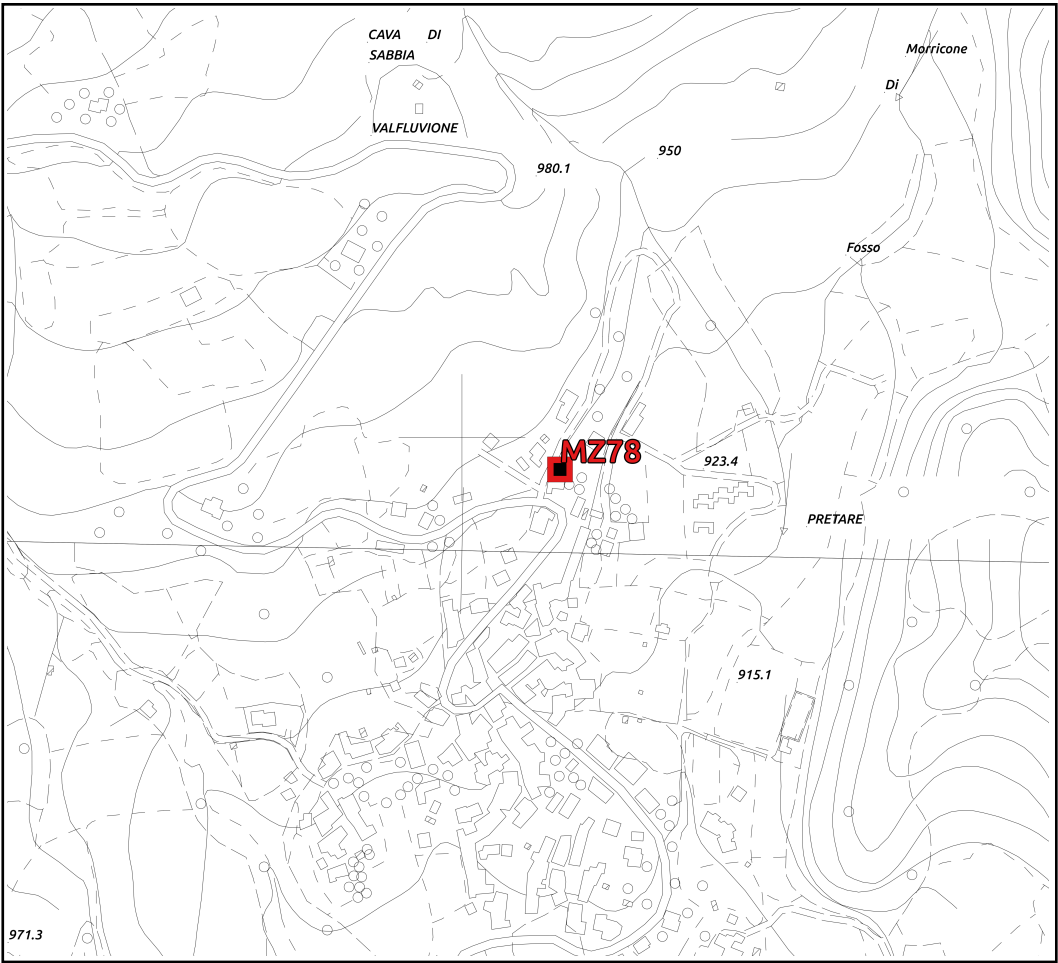 CAVA DI
SABBIA
Morricone
Di
VALFLUVIONE
950
980.1
Fosso
MZ78
923.4
PRETARE
915.1
971.3